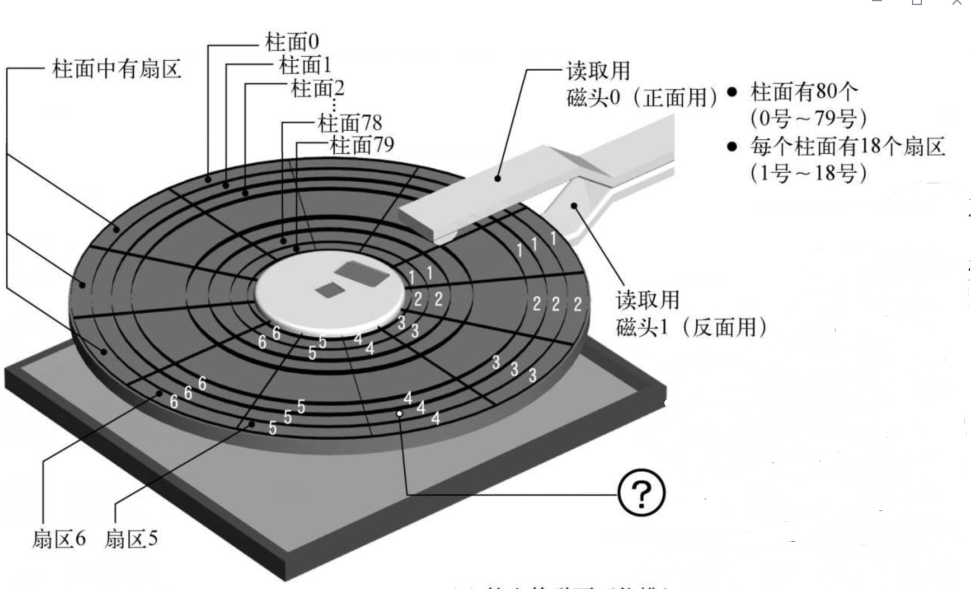 柱面0
柱面1
柱面2
⋮
柱面78
柱面79
柱面中有扇区
读取用
磁头0（正面用）
● 柱面有80个
（0号～79号）
● 每个柱面有18个扇区
（1号～18号）
读取用
磁头1（反面用）
1 1 1
1 1
2 2
2 2 2
3 3
3 3 3
4 4
4 4 4
5 5
5 5 5
6 6
6 6 6
?
扇区6
扇区5